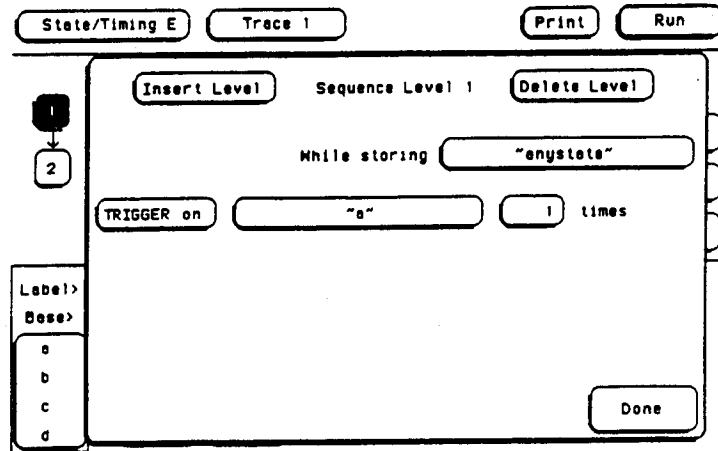 State/Timing E Trace 1 Print Run
Insert Level Sequence Level 1 Delete Level
1
While storing "anystate"
2
TRIGGER on "a" 1 times
Label>
Base>
a
b
c
Done
d